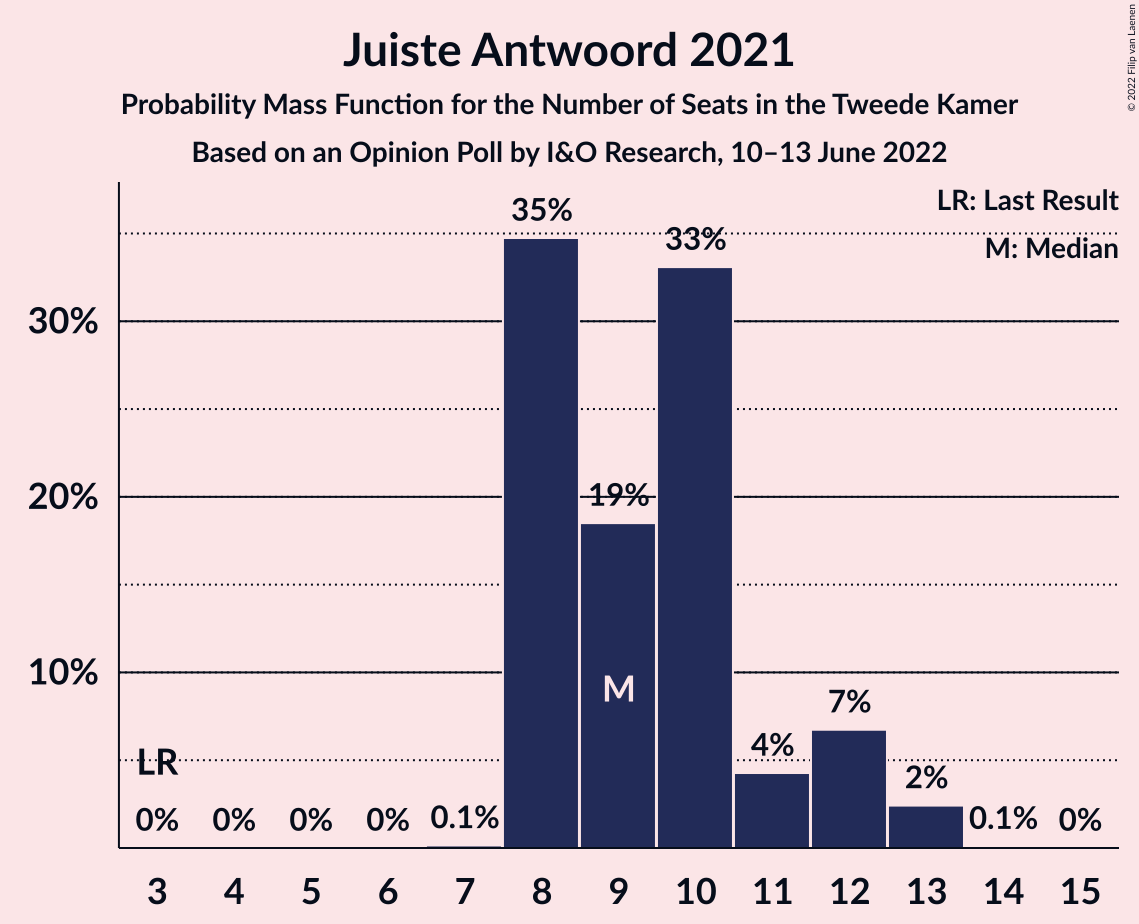 Juiste Antwoord 2021
Probability Mass Function for the Number of Seats in the Tweede Kamer
Based on an Opinion Poll by I&O Research, 10–13 June 2022
© 2022 Filip van Laenen
LR: Last Result
M: Median
35%
33%
30%
20%
19%
10%
M
7%
LR
4%
2%
0%
0%
0%
0%
0.1%
0.1%
0%
3 4 5 6 7 8 9 10 11 12 13 14 15